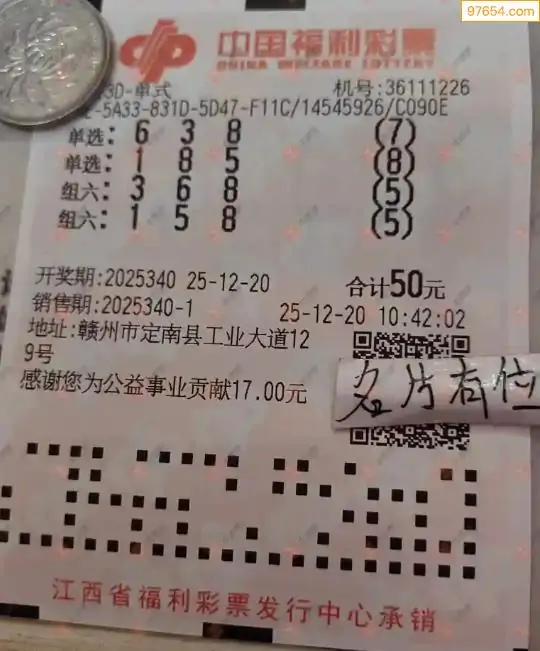 97654.com
中国福利彩票
CHINA WELFARE LOTTERY
3D-单式 机号:36111226
-5A33-831D-5D47-F11C/14545926/C090E
单选: 6 3 8 (7)
单选: 1 8 5 (8)
组六: 3 6 8 (5)
组六: 1 5 8 (5)
开奖期:2025340 25-12-20 合计50元
销售期:2025340-1 25-12-20 10:42:02
地址:赣州市定南县工业大道12
9号
感谢您为公益事业贡献17.00元
名片有位
江西省福利彩票发行中心承销